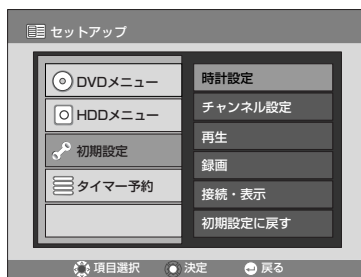 セットアップ
DVDメニュー
HDDメニュー
初期設定
タイマー予約
時計設定
チャンネル設定
再生
録画
接続・表示
初期設定に戻す
項目選択 決定 戻る